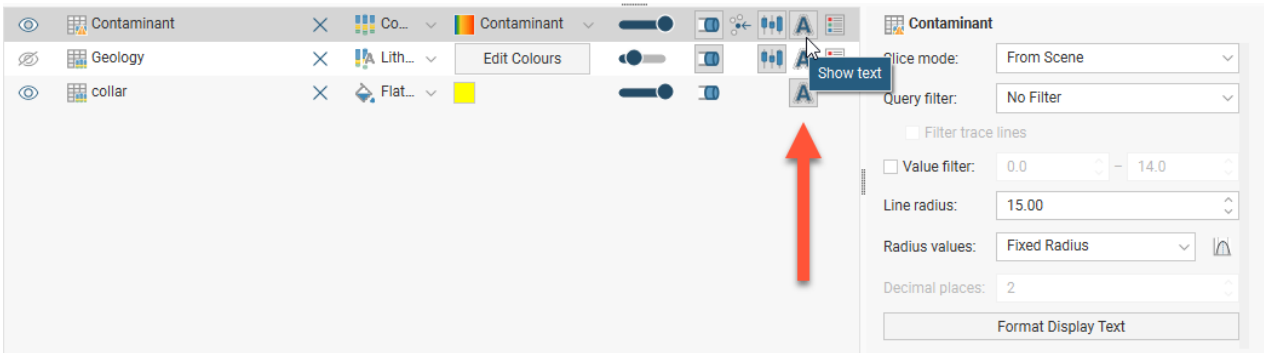 Contaminant Co... Contaminant A
Geology Lith... Edit Colours
collar Flat... A
Show text
Contaminant
Slice mode: From Scene
Query filter: No Filter
Filter trace lines
Value filter: 0.0 – 14.0
Line radius: 15.00
Radius values: Fixed Radius
Decimal places: 2
Format Display Text